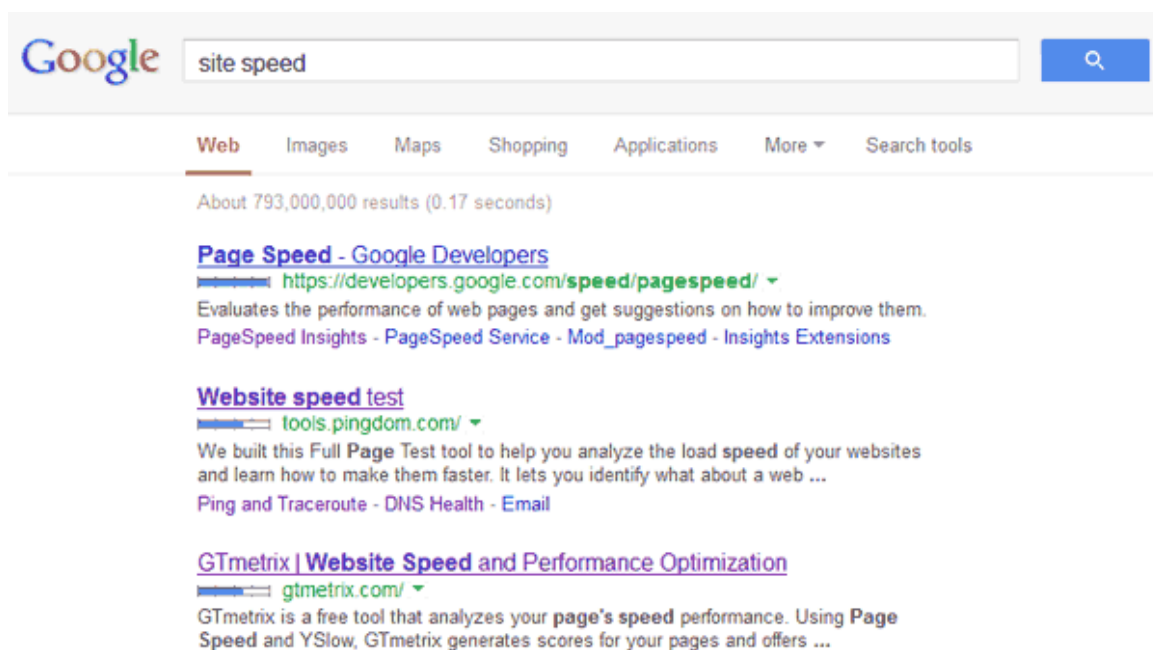 Google site speed
Web Images Maps Shopping Applications More Search tools
About 793,000,000 results (0.17 seconds)
Page Speed - Google Developers
https://developers.google.com/speed/pagespeed/
Evaluates the performance of web pages and get suggestions on how to improve them.
PageSpeed Insights - PageSpeed Service - Mod_pagespeed - Insights Extensions
Website speed test
tools.pingdom.com/
We built this Full Page Test tool to help you analyze the load speed of your websites
and learn how to make them faster. It lets you identify what about a web ...
Ping and Traceroute - DNS Health - Email
GTmetrix | Website Speed and Performance Optimization
gtmetrix.com/
GTmetrix is a free tool that analyzes your page's speed performance. Using Page
Speed and YSlow, GTmetrix generates scores for your pages and offers ...